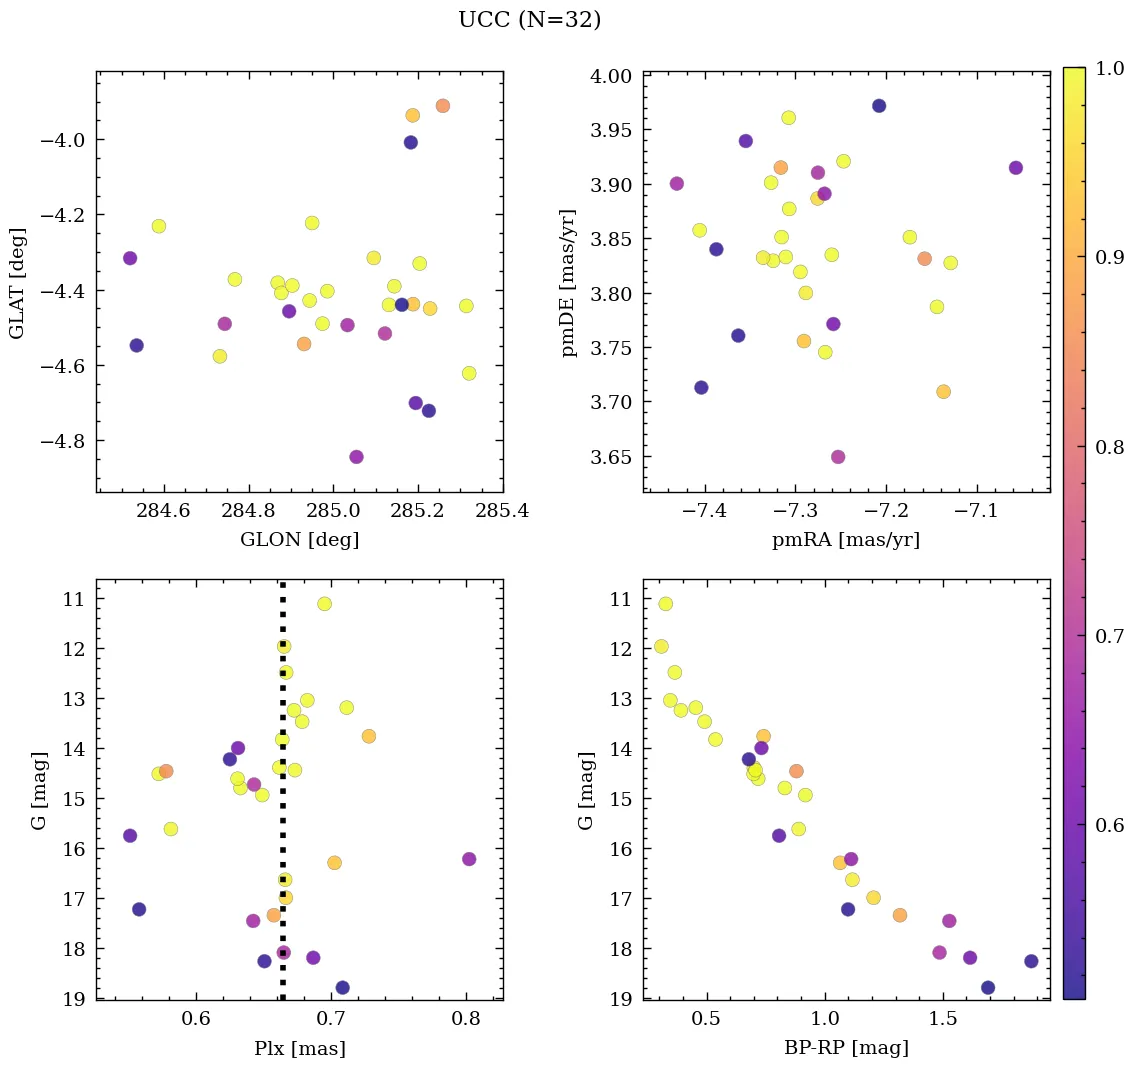 UCC (N=32)
−4.0
−4.2
−4.4
−4.6
−4.8
GLAT [deg]
284.6 284.8 285.0 285.2 285.4
GLON [deg]
4.00
3.95
3.90
3.85
3.80
3.75
3.70
3.65
pmDE [mas/yr]
−7.4 −7.3 −7.2 −7.1
pmRA [mas/yr]
11
12
13
14
15
16
17
18
19
G [mag]
0.6 0.7 0.8
Plx [mas]
11
12
13
14
15
16
17
18
19
G [mag]
0.5 1.0 1.5
BP-RP [mag]
1.0
0.9
0.8
0.7
0.6